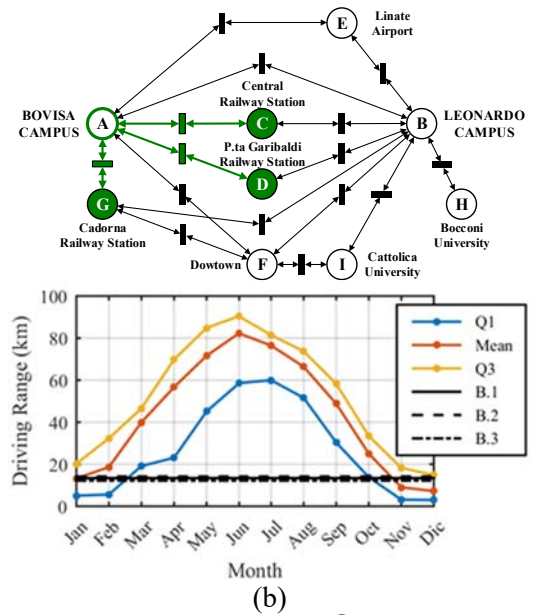 E
Linate
Airport
Central
Railway Station
BOVISA
CAMPUS
A
C
B
LEONARDO
CAMPUS
P.ta Garibaldi
Railway Station
D
G
H
Cadorna
Railway Station
Bocconi
University
Dowtown
F
I
Cattolica
University
100
80
60
40
20
0
Driving Range (km)
Q1
Mean
Q3
B.1
B.2
B.3
Jan
Feb
Mar
Apr
May
Jun
Jul
Aug
Sep
Oct
Nov
Dic
Month
(b)